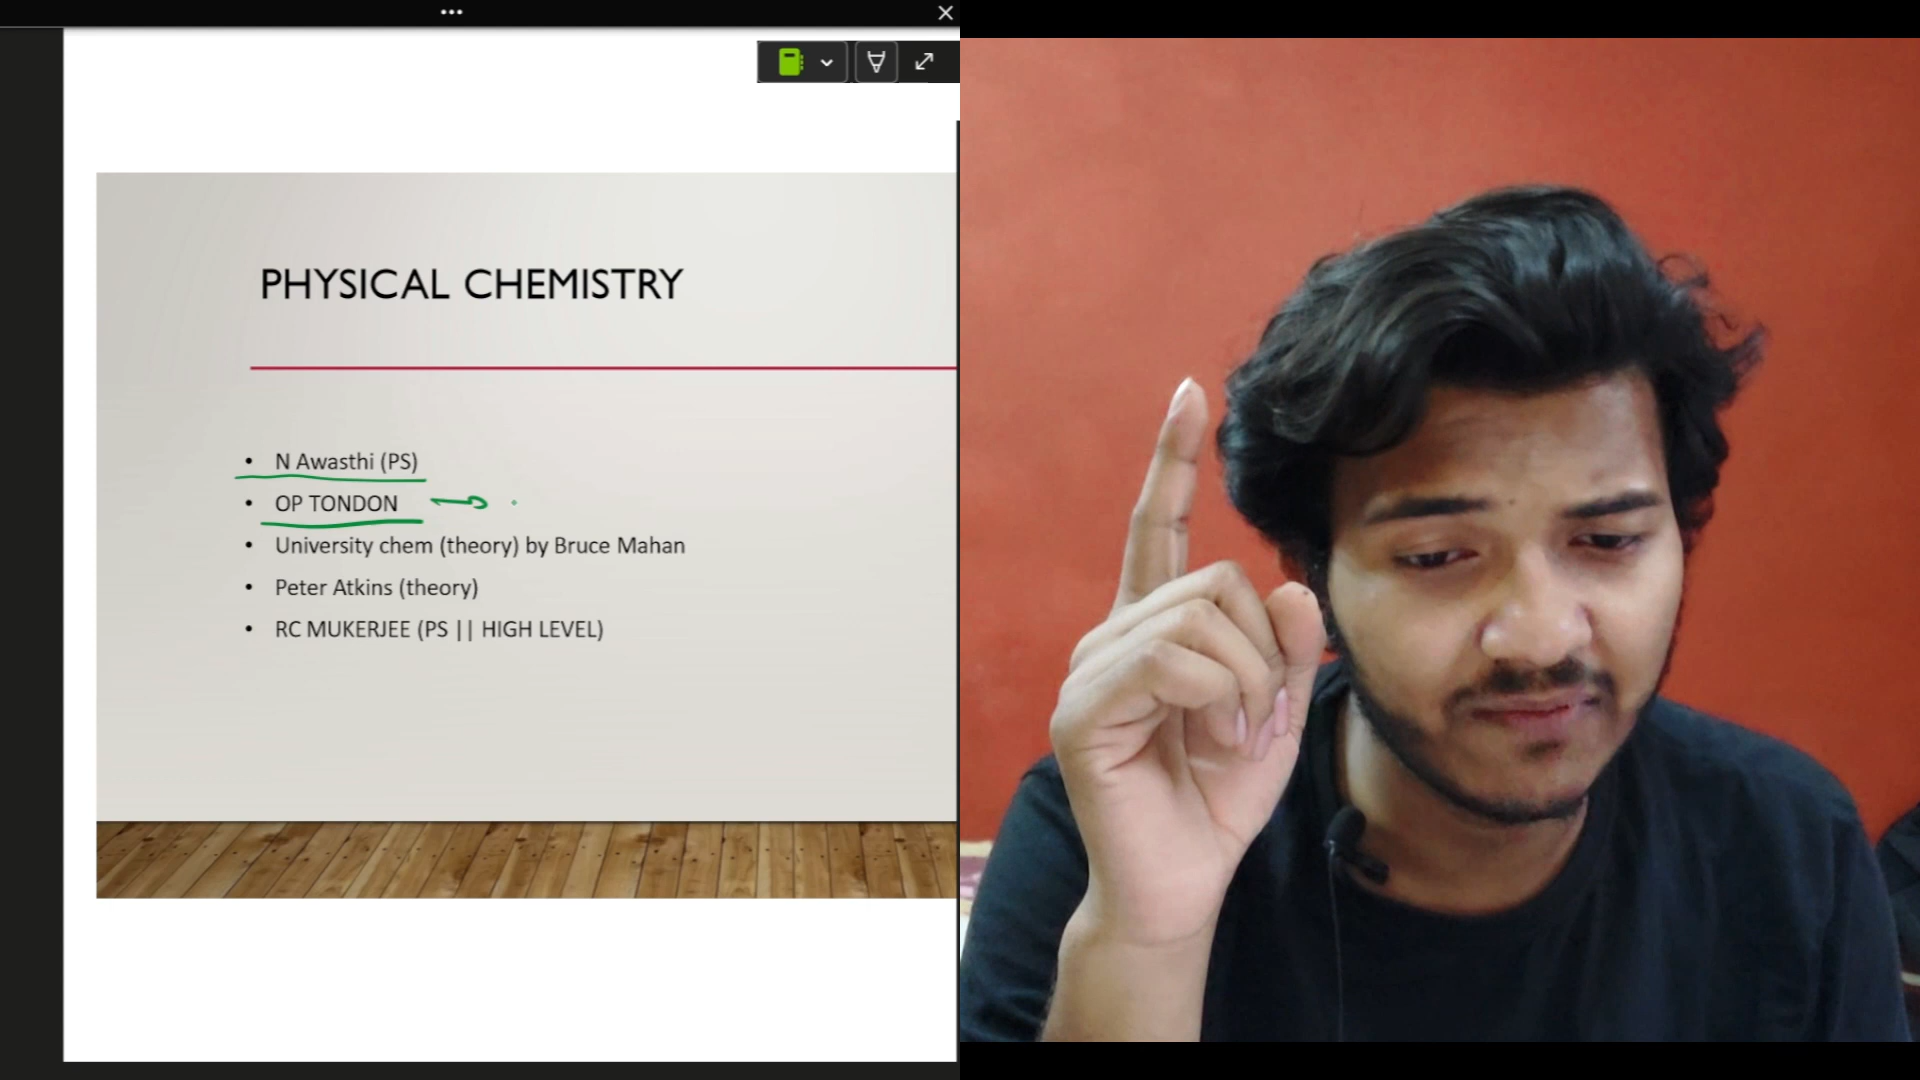 PHYSICAL CHEMISTRY
• N Awasthi (PS)
• OP TONDON
• University chem (theory) by Bruce Mahan
• Peter Atkins (theory)
• RC MUKERJEE (PS || HIGH LEVEL)